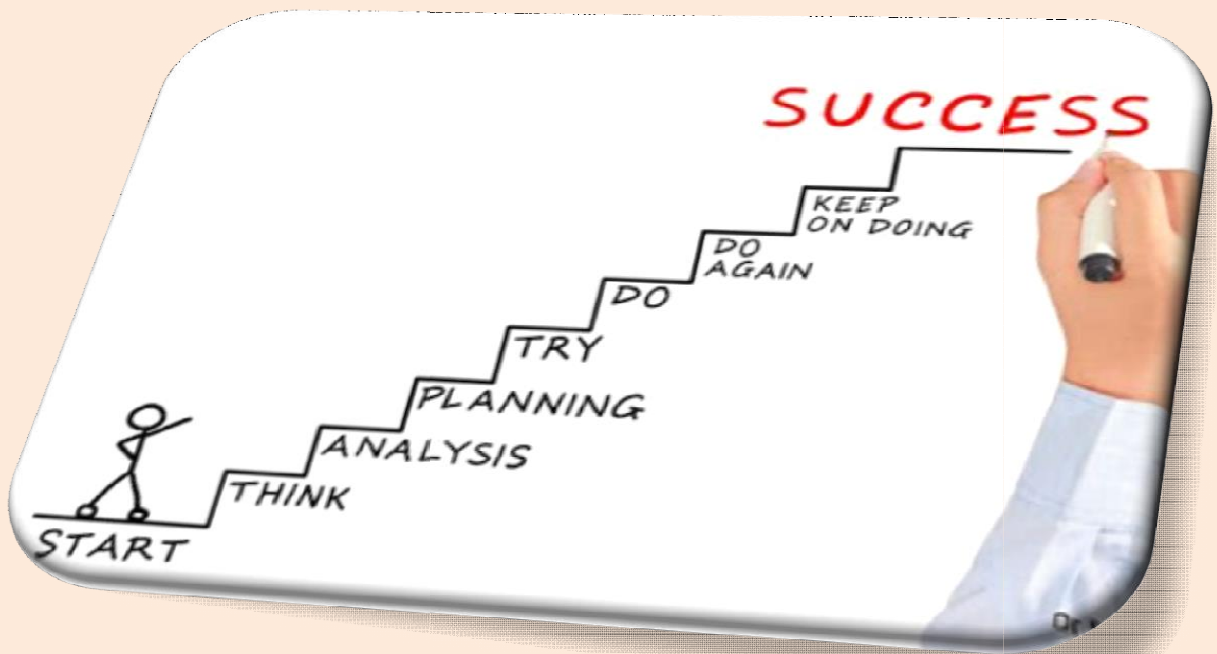 SUCCESS
KEEP
ON DOING
DO
AGAIN
DO
TRY
PLANNING
ANALYSIS
THINK
START